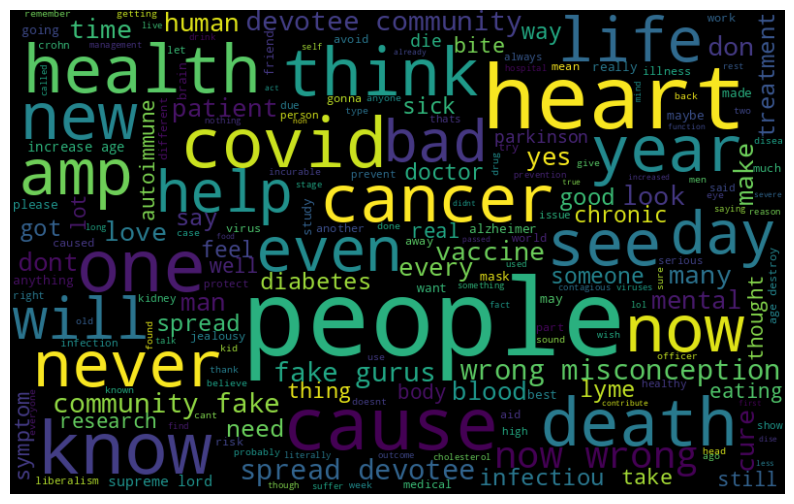 remember getting going time human devotee community way work
crohn live let friend avoid die bite life don
health think heart treatment
management drink self already always mean really illness
called brain act gonna anyone mind back rest made
new patient sick hospital maybe two
increase age different due person type covid bad parkinson year function disea
amp autoimmune nothing non thats doctor yes try give make much
please help incurable prevent stage drug cancer prevention increased true men said
lot say study didnt good look eye saying severe
got love virus another done real issue chronic see day reason
long case food alzheimer
caused feel away passed world
dont one well even every vaccine someone many serious
anything protect mask used contagious viruses sure mental age destroy
right man kidney diabetes want something lol
will old jealousy people fact may wish now thought
infection talk spread part sound officer
never found kid use wrong misconception
thank fake gurus healthy
known believe thing body blood lyme eating
symptom community fake cant doesnt best contribute
everyone research need cause aid death cure first show
know find risk high head ago dise
probably literally outcome cholesterol now wrong less
liberalism supreme lord spread devotee though suffer week medical infectiou take still